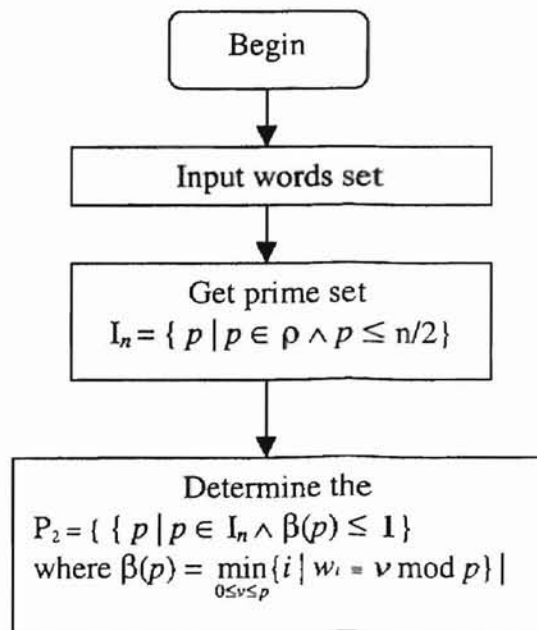 Begin
Input words set
Get prime set
Iₙ = { p | p ∈ ρ ∧ p ≤ n/2}
Determine the
P₂ = { { p | p ∈ Iₙ ∧ β(p) ≤ 1}
where β(p) = min{i | wᵢ = ν mod p} |
0≤ν≤p